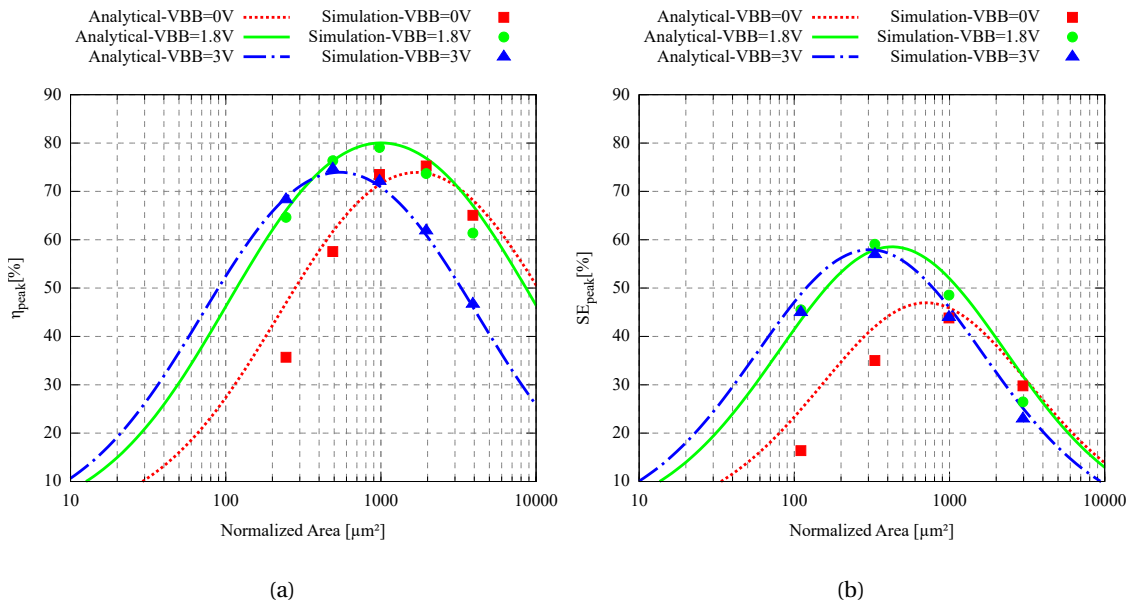 Analytical-VBB=0V Simulation-VBB=0V
Analytical-VBB=1.8V Simulation-VBB=1.8V
Analytical-VBB=3V Simulation-VBB=3V
90
80
70
60
50
40
30
20
10
ηpeak[%]
10 100 1000 10000
Normalized Area [µm²]
(a)
Analytical-VBB=0V Simulation-VBB=0V
Analytical-VBB=1.8V Simulation-VBB=1.8V
Analytical-VBB=3V Simulation-VBB=3V
90
80
70
60
50
40
30
20
10
SEpeak[%]
10 100 1000 10000
Normalized Area [µm²]
(b)